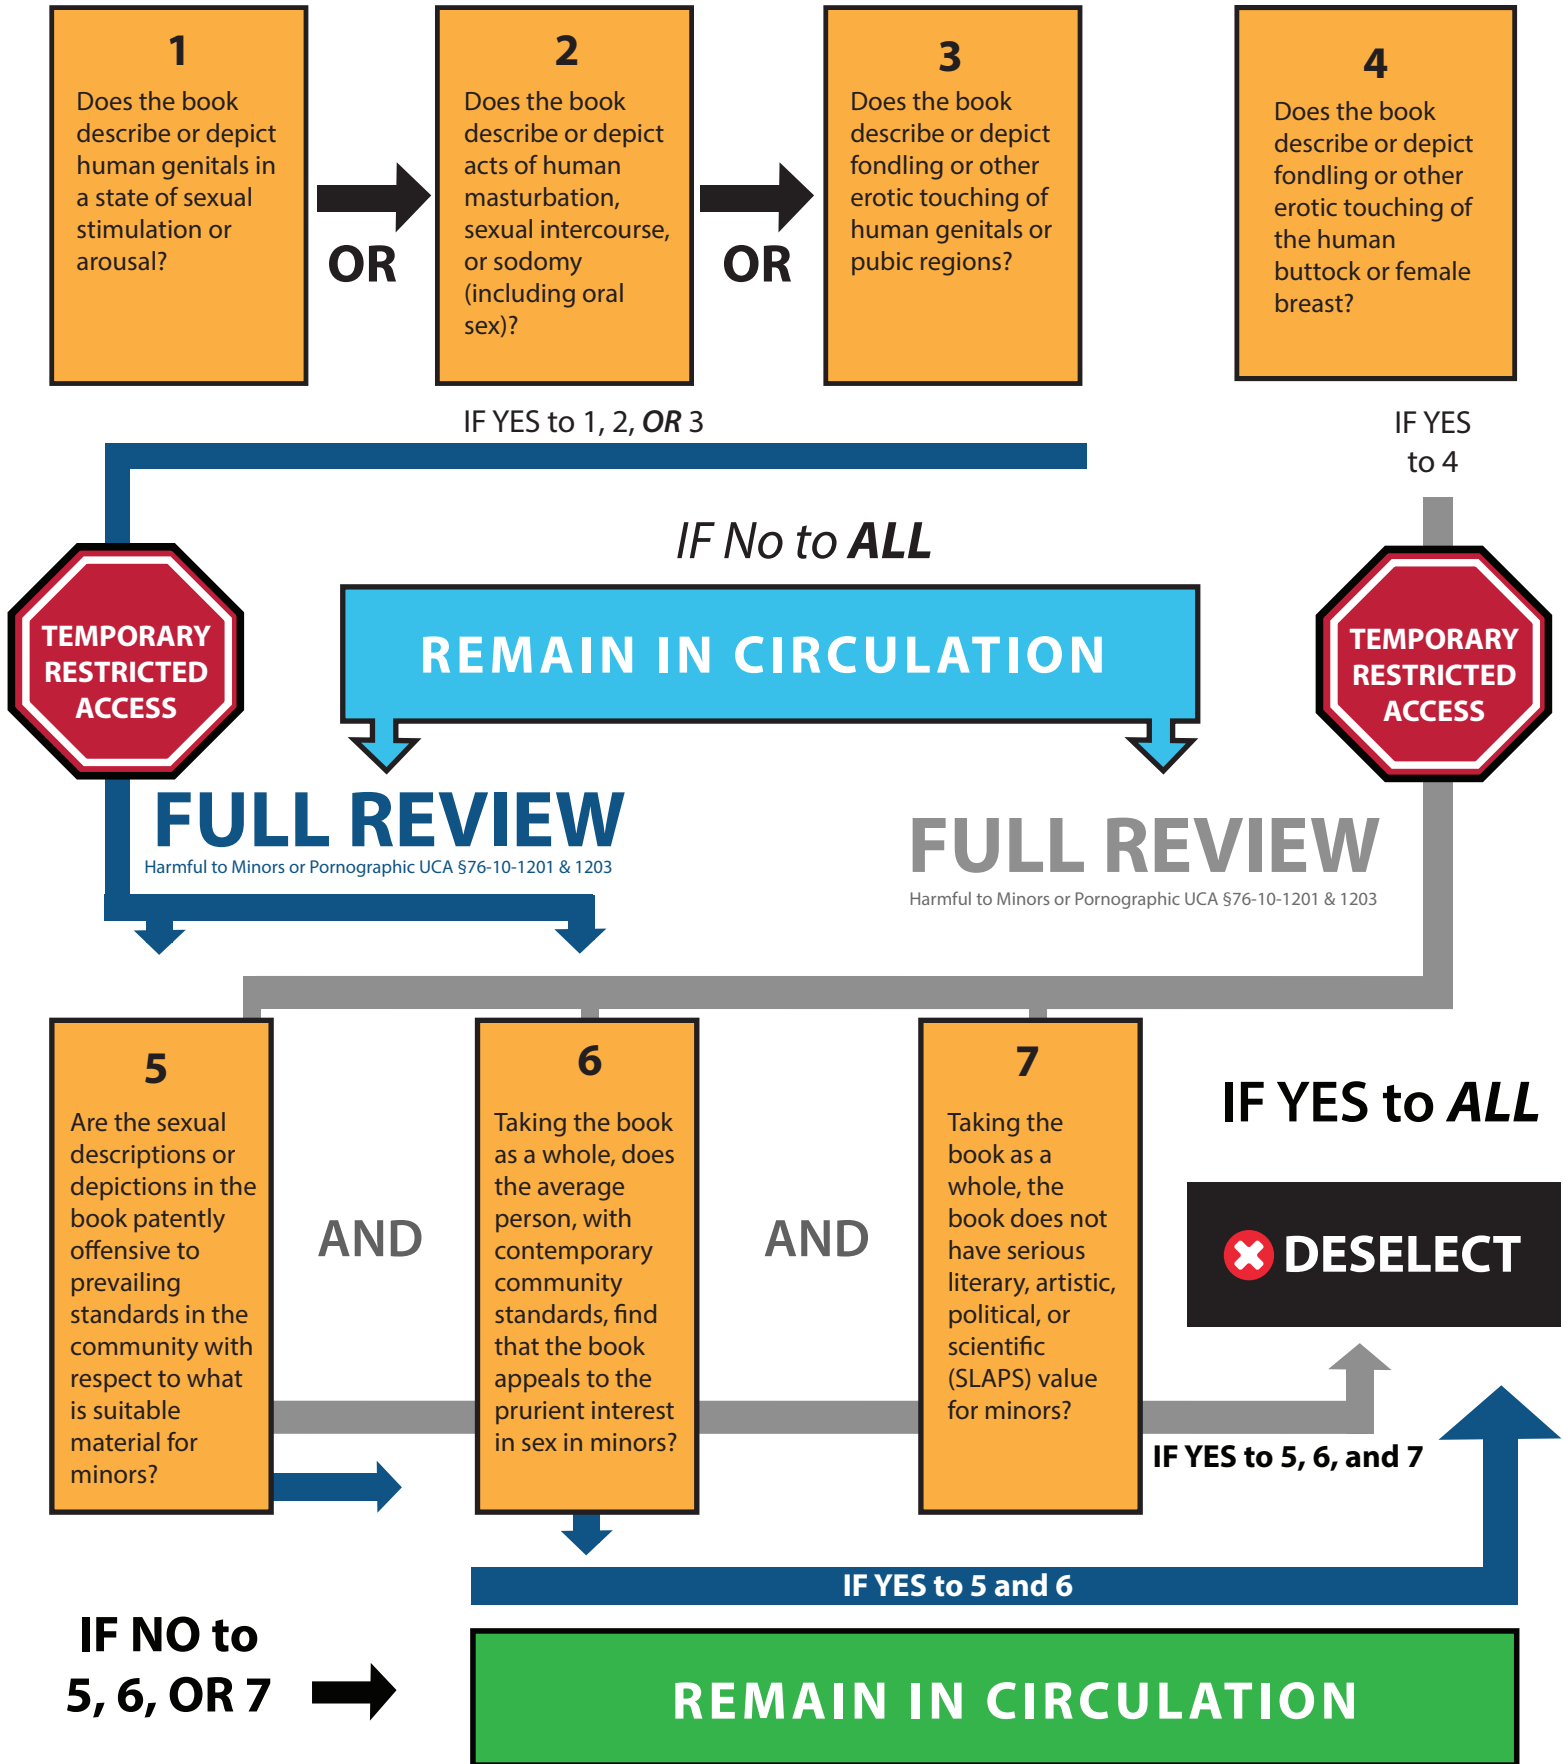 1
Does the book
describe or depict
human genitals in
a state of sexual
stimulation or
arousal?
OR
2
Does the book
describe or depict
acts of human
masturbation,
sexual intercourse,
or sodomy
(including oral
sex)?
OR
3
Does the book
describe or depict
fondling or other
erotic touching of
human genitals or
pubic regions?
4
Does the book
describe or depict
fondling or other
erotic touching of
the human
buttock or female
breast?
IF YES to 1, 2, OR 3
IF YES
to 4
IF No to ALL
REMAIN IN CIRCULATION
TEMPORARY
RESTRICTED
ACCESS
TEMPORARY
RESTRICTED
ACCESS
FULL REVIEW
Harmful to Minors or Pornographic UCA §76-10-1201 & 1203
FULL REVIEW
Harmful to Minors or Pornographic UCA §76-10-1201 & 1203
5
Are the sexual
descriptions or
depictions in the
book patently
offensive to
prevailing
standards in the
community with
respect to what
is suitable
material for
minors?
AND
6
Taking the book
as a whole, does
the average
person, with
contemporary
community
standards, find
that the book
appeals to the
prurient interest
in sex in minors?
AND
7
Taking the
book as a
whole, the
book does not
have serious
literary, artistic,
political, or
scientific
(SLAPS) value
for minors?
IF YES to ALL
DESELECT
IF YES to 5, 6, and 7
IF YES to 5 and 6
IF NO to
5, 6, OR 7
REMAIN IN CIRCULATION